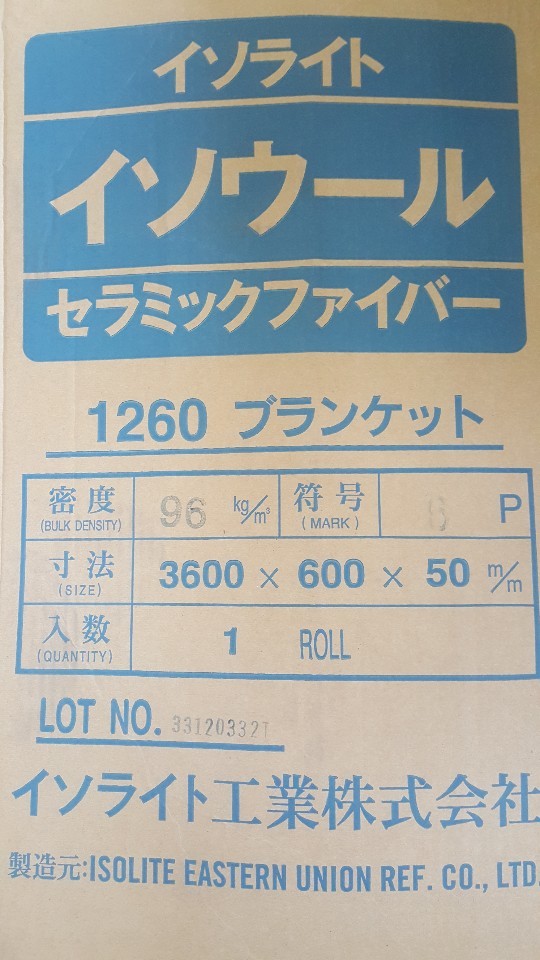 イソライト
イソウール
セラミックファイバー
1260 ブランケット
密度 96 kg/m³ 符号 P
(BULK DENSITY) (MARK)
寸法 3600 × 600 × 50 m/m
(SIZE)
入数 1 ROLL
(QUANTITY)
LOT NO. 33120332T
イソライト工業株式会社
製造元:ISOLITE EASTERN UNION REF. CO., LTD.